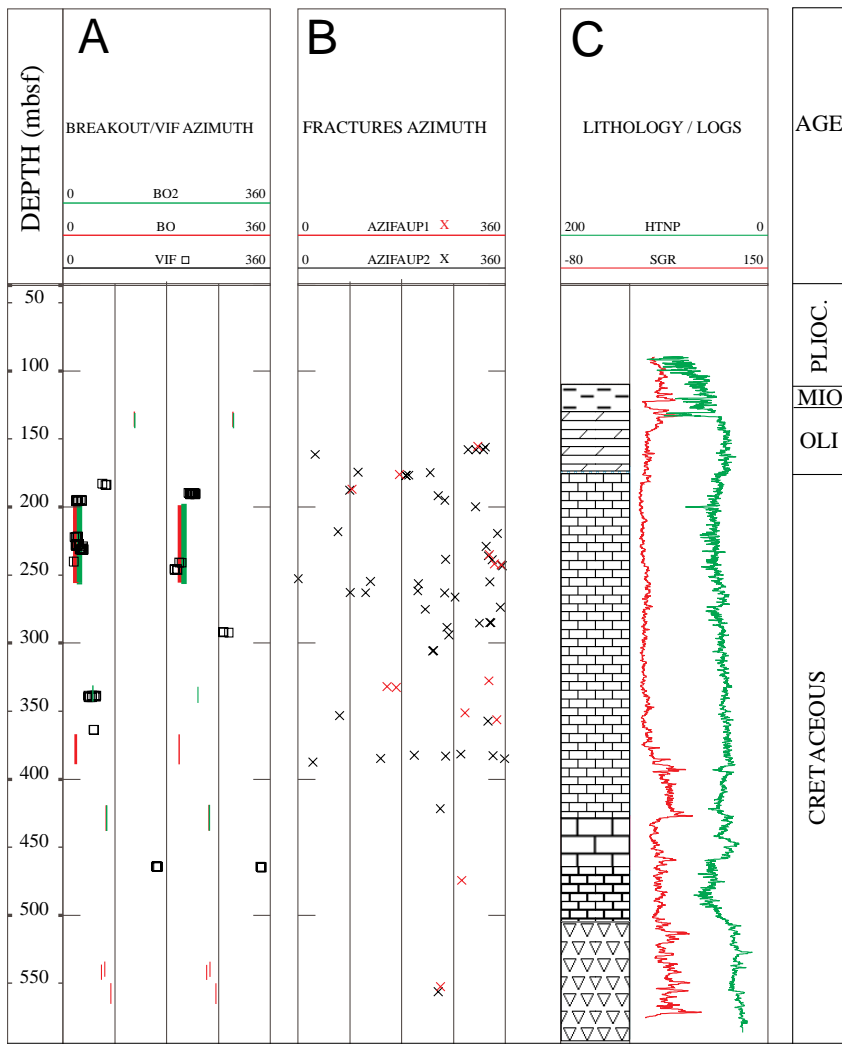 A
B
C
DEPTH (mbsf)
BREAKOUT/VIF AZIMUTH
FRACTURES AZIMUTH
LITHOLOGY / LOGS
AGE
0 BO2 360
0 BO 360
0 VIF 360
0 AZIFAUP1 X 360
0 AZIFAUP2 X 360
200 HTNP 0
-80 SGR 150
50
100
150
200
250
300
350
400
450
500
550
PLIOC.
MIO
OLI
CRETACEOUS